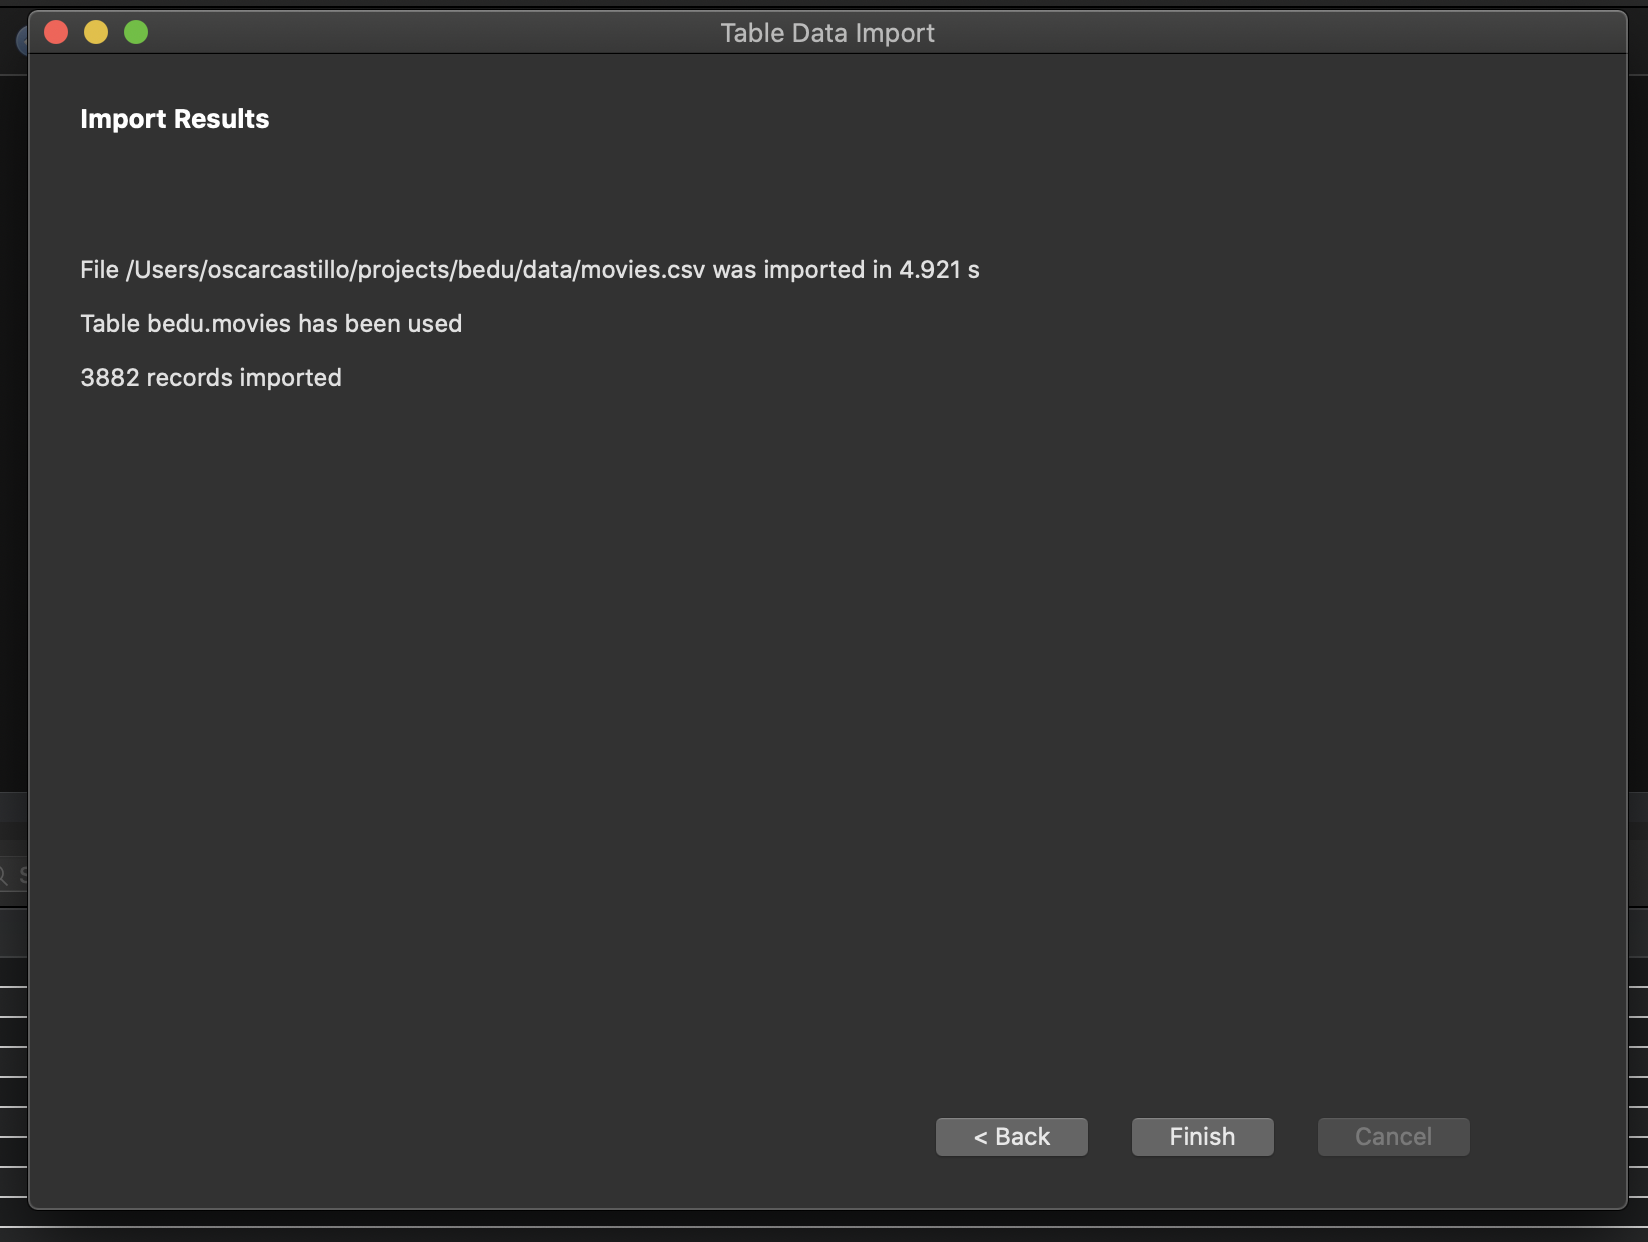 Table Data Import
Import Results
File /Users/oscarcastillo/projects/bedu/data/movies.csv was imported in 4.921 s
Table bedu.movies has been used
3882 records imported
< Back
Finish
Cancel